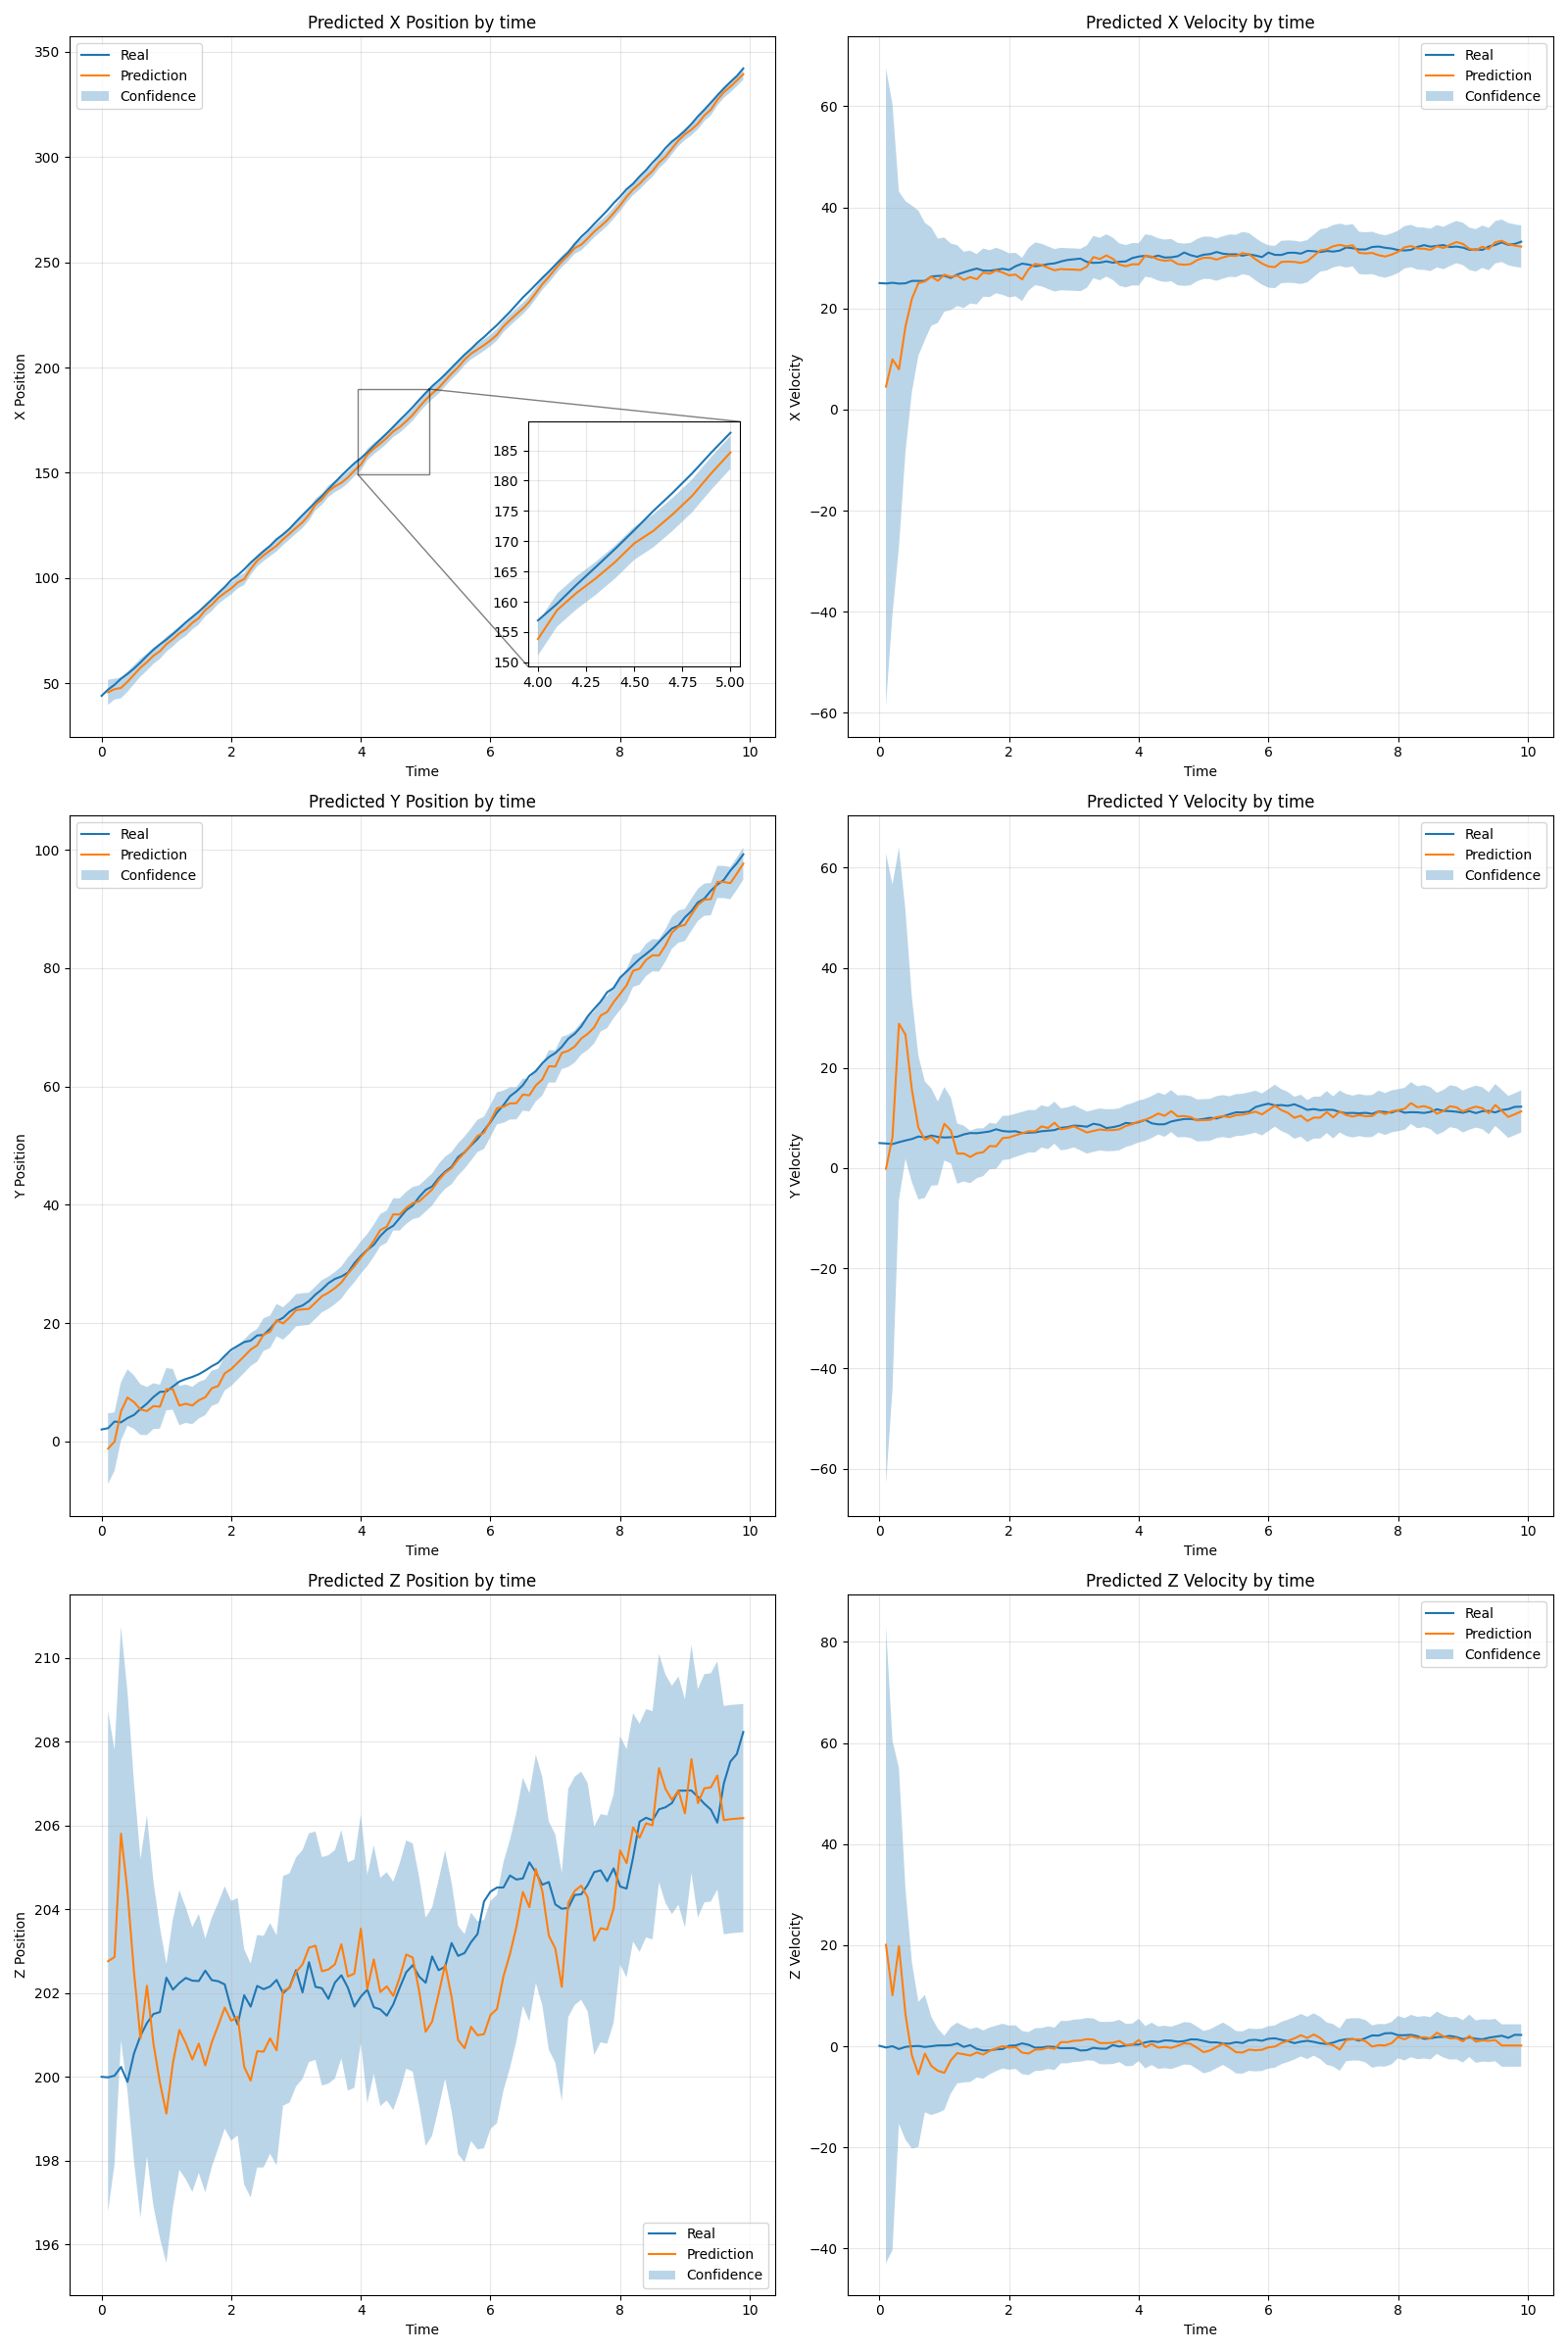 Predicted X Position by time
Real
Prediction
Confidence
350
300
250
200
150
100
50
X Position
185
180
175
170
165
160
155
150
4.00 4.25 4.50 4.75 5.00
0 2 4 6 8 10
Time
Predicted X Velocity by time
Real
Prediction
Confidence
60
40
20
0
−20
−40
−60
X Velocity
0 2 4 6 8 10
Time
Predicted Y Position by time
Real
Prediction
Confidence
100
80
60
40
20
0
Y Position
0 2 4 6 8 10
Time
Predicted Y Velocity by time
Real
Prediction
Confidence
60
40
20
0
−20
−40
−60
Y Velocity
0 2 4 6 8 10
Time
Predicted Z Position by time
210
208
206
204
202
200
198
196
Z Position
Real
Prediction
Confidence
0 2 4 6 8 10
Time
Predicted Z Velocity by time
Real
Prediction
Confidence
80
60
40
20
0
−20
−40
Z Velocity
0 2 4 6 8 10
Time